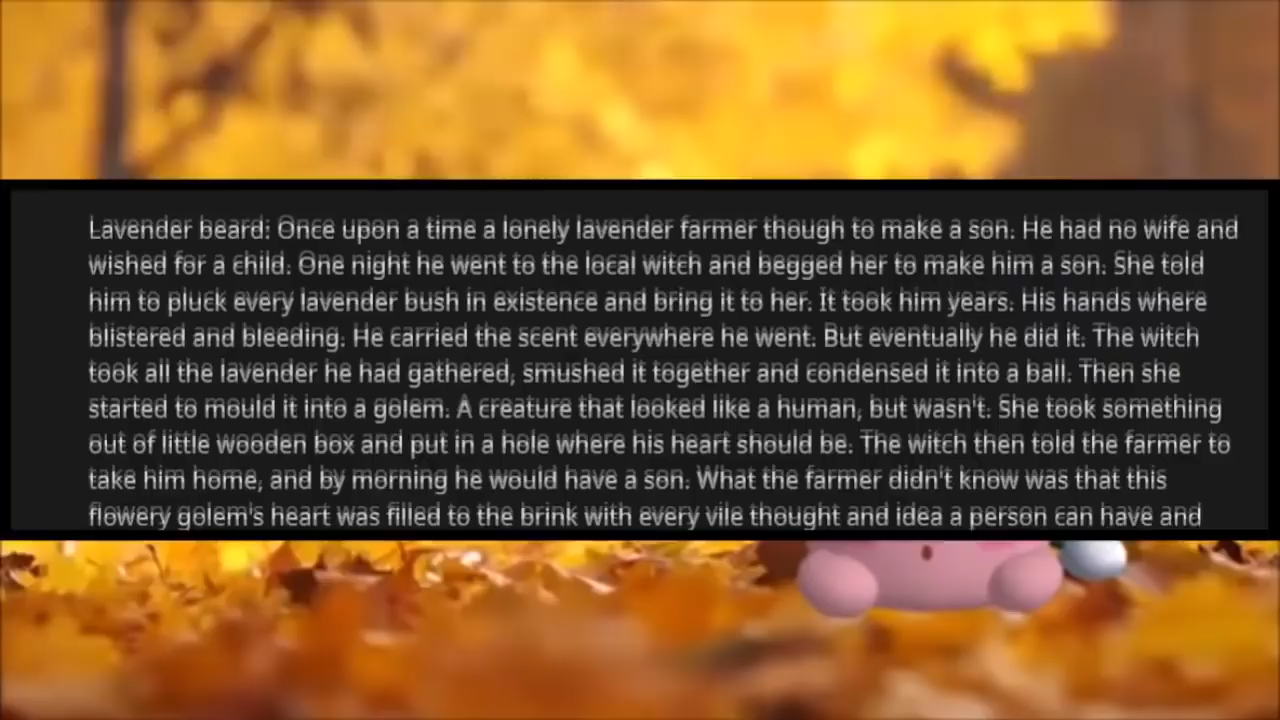 Lavender beard: Once upon a time a lonely lavender farmer though to make a son. He had no wife and
wished for a child. One night he went to the local witch and begged her to make him a son. She told
him to pluck every lavender bush in existence and bring it to her. It took him years. His hands where
blistered and bleeding. He carried the scent everywhere he went. But eventually he did it. The witch
took all the lavender he had gathered, smushed it together and condensed it into a ball. Then she
started to mould it into a golem. A creature that looked like a human, but wasn't. She took something
out of little wooden box and put in a hole where his heart should be. The witch then told the farmer to
take him home, and by morning he would have a son. What the farmer didn't know was that this
flowery golem's heart was filled to the brink with every vile thought and idea a person can have and